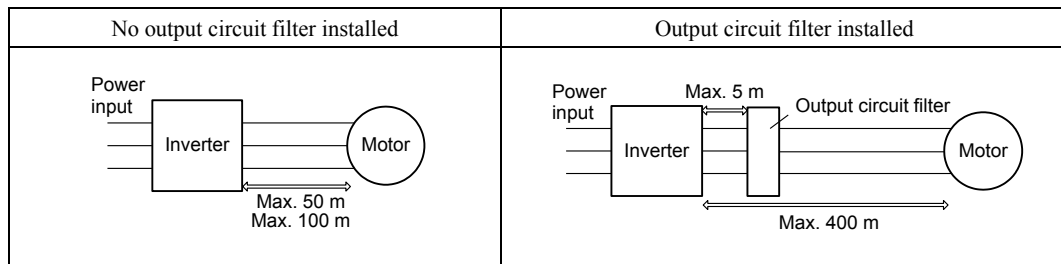 No output circuit filter installed
Output circuit filter installed
Power
input
Inverter
Motor
Max. 50 m
Max. 100 m
Power
input
Max. 5 m
Output circuit filter
Inverter
Motor
Max. 400 m